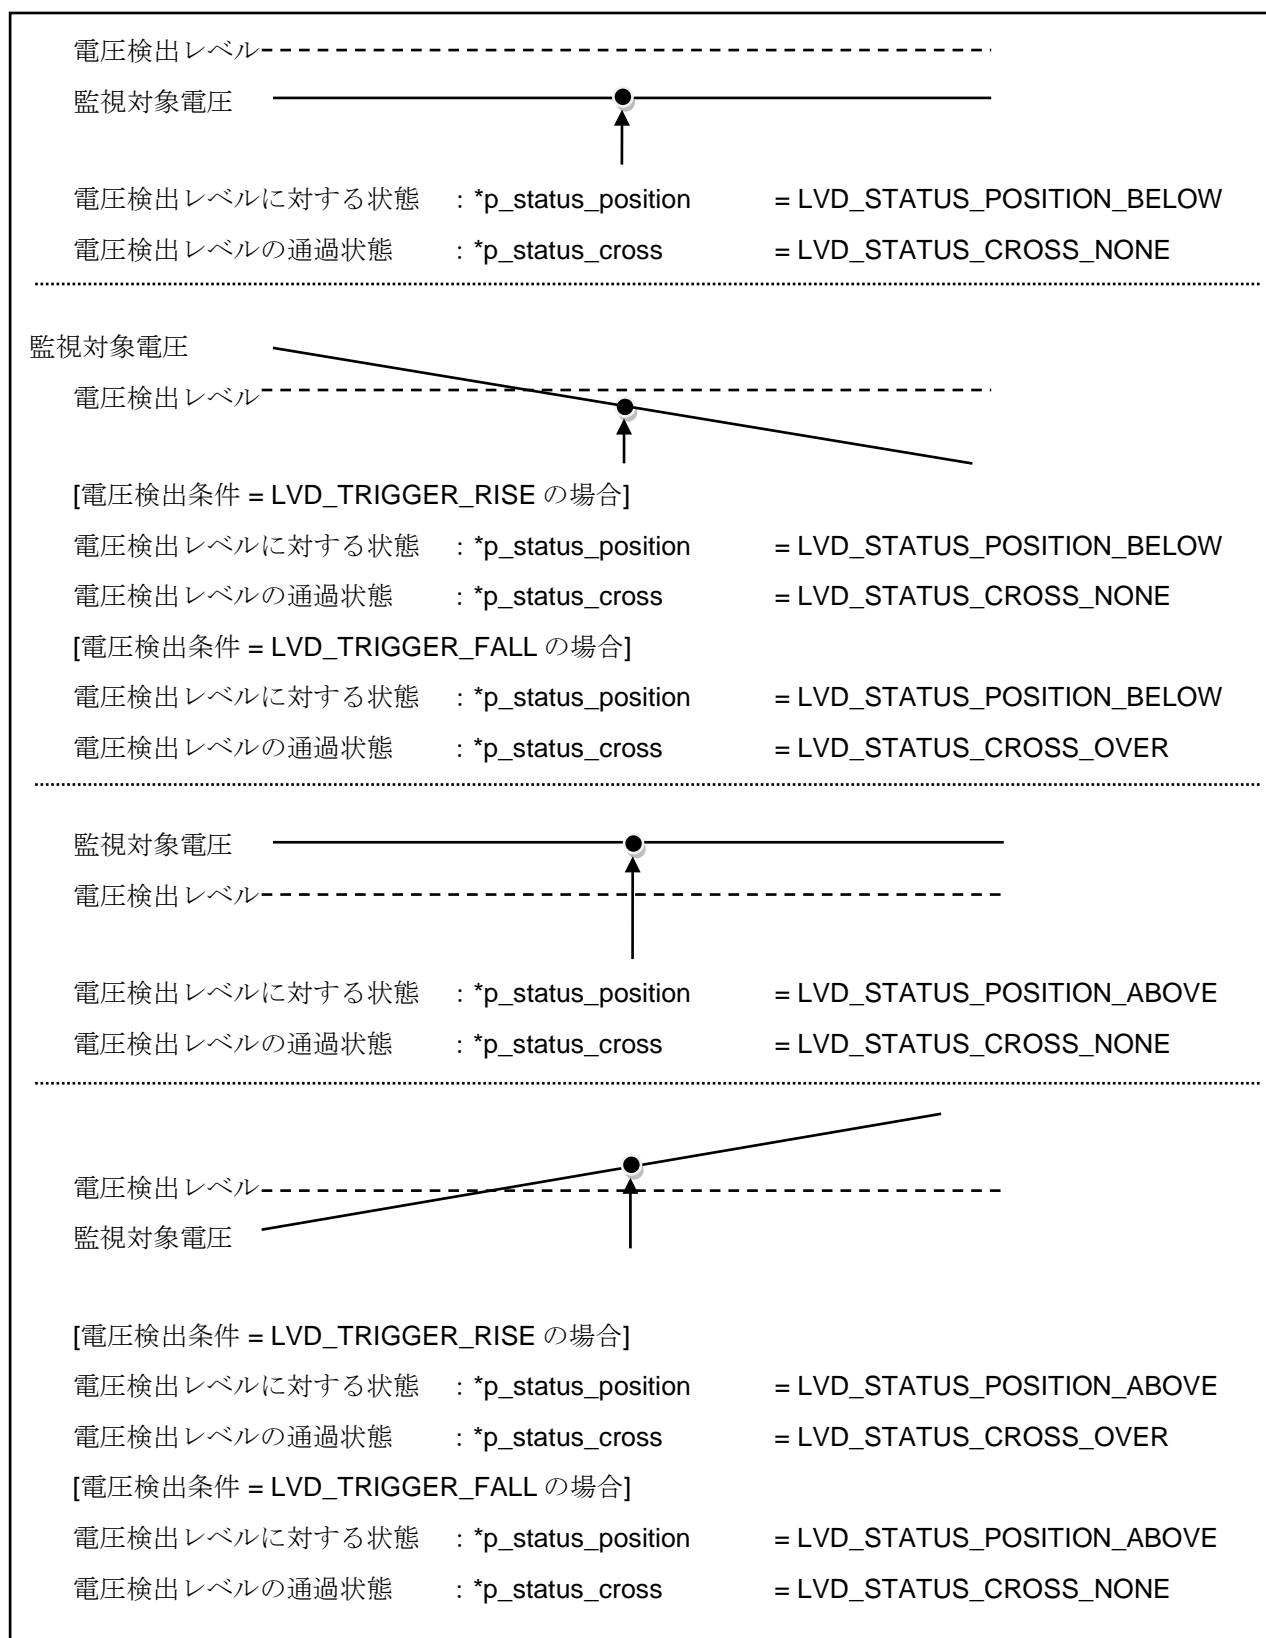 電圧検出レベル
監視対象電圧
電圧検出レベルに対する状態 : *p_status_position = LVD_STATUS_POSITION_BELOW
電圧検出レベルの通過状態 : *p_status_cross = LVD_STATUS_CROSS_NONE
監視対象電圧
電圧検出レベル
[電圧検出条件 = LVD_TRIGGER_RISE の場合]
電圧検出レベルに対する状態 : *p_status_position = LVD_STATUS_POSITION_BELOW
電圧検出レベルの通過状態 : *p_status_cross = LVD_STATUS_CROSS_NONE
[電圧検出条件 = LVD_TRIGGER_FALL の場合]
電圧検出レベルに対する状態 : *p_status_position = LVD_STATUS_POSITION_BELOW
電圧検出レベルの通過状態 : *p_status_cross = LVD_STATUS_CROSS_OVER
監視対象電圧
電圧検出レベル
電圧検出レベルに対する状態 : *p_status_position = LVD_STATUS_POSITION_ABOVE
電圧検出レベルの通過状態 : *p_status_cross = LVD_STATUS_CROSS_NONE
電圧検出レベル
監視対象電圧
[電圧検出条件 = LVD_TRIGGER_RISE の場合]
電圧検出レベルに対する状態 : *p_status_position = LVD_STATUS_POSITION_ABOVE
電圧検出レベルの通過状態 : *p_status_cross = LVD_STATUS_CROSS_OVER
[電圧検出条件 = LVD_TRIGGER_FALL の場合]
電圧検出レベルに対する状態 : *p_status_position = LVD_STATUS_POSITION_ABOVE
電圧検出レベルの通過状態 : *p_status_cross = LVD_STATUS_CROSS_NONE